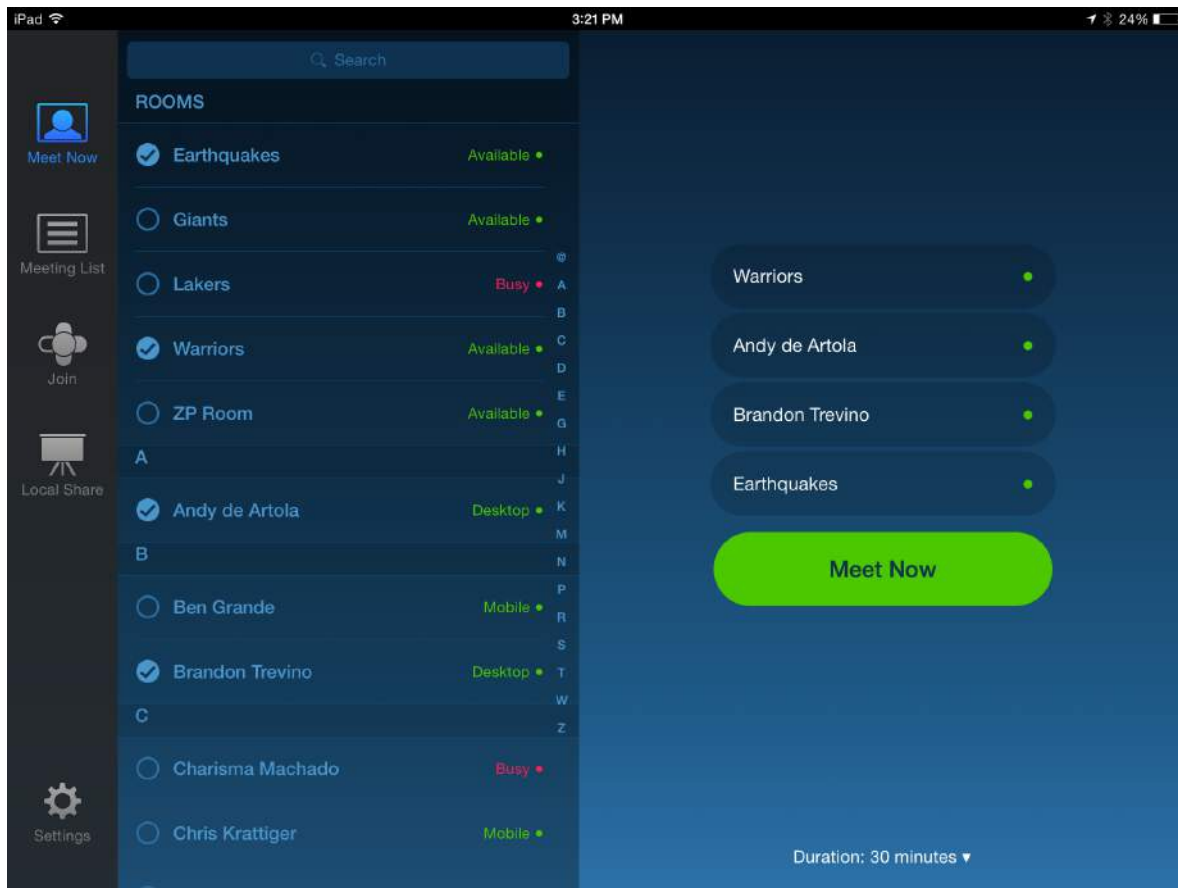 iPad 3:21 PM 24%
Meet Now
Meeting List
Join
Local Share
Settings
Search
ROOMS
Earthquakes Available
Giants Available
Lakers Busy
Warriors Available
ZP Room Available
A
Andy de Artola Desktop
B
Ben Grande Mobile
Brandon Trevino Desktop
C
Charisma Machado Busy
Chris Krattiger Mobile
@
A
B
C
D
E
G
H
J
K
M
N
P
R
S
T
W
Z
Warriors
Andy de Artola
Brandon Trevino
Earthquakes
Meet Now
Duration: 30 minutes ▾